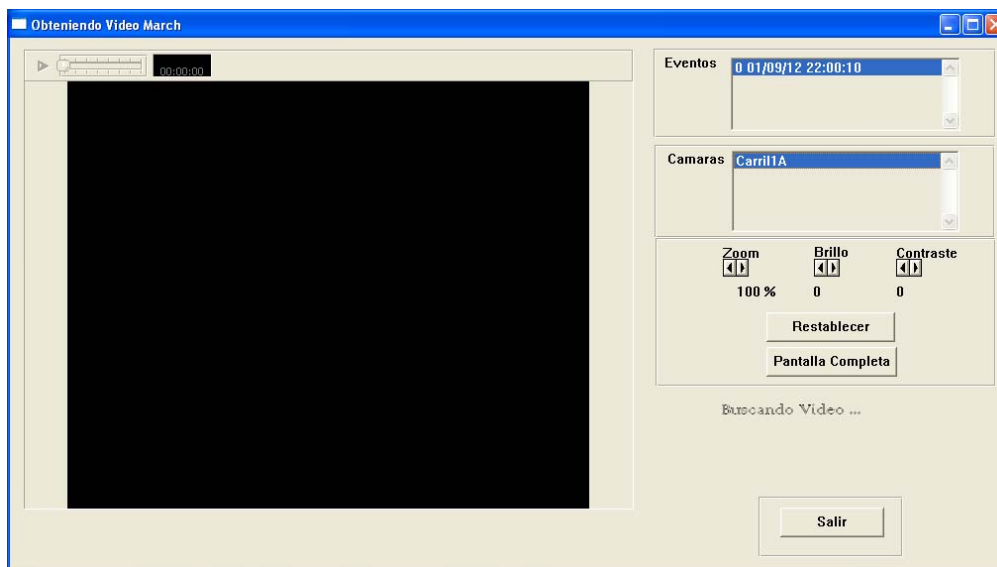 Obteniendo Video March
00:00:00
Eventos
0 01/09/12 22:00:10
Camaras
Carril1A
Zoom Brillo Contraste
100 % 0 0
Restablecer
Pantalla Completa
Buscando Video ...
Salir